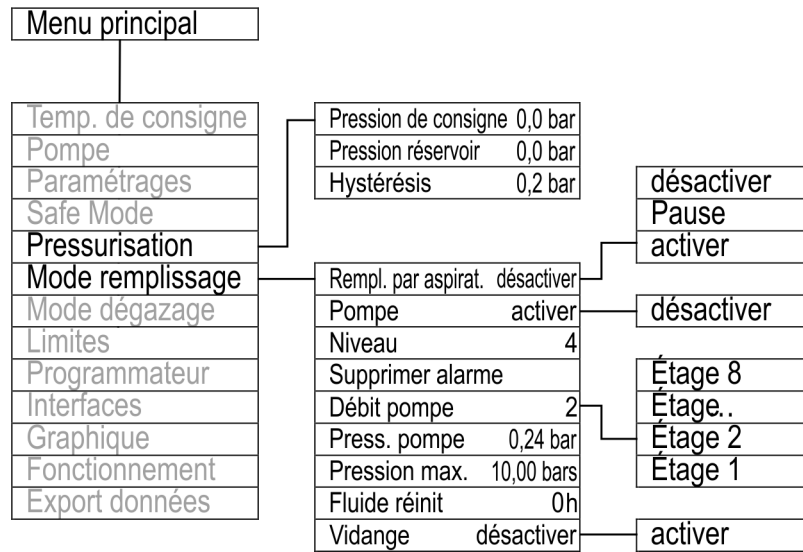 Menu principal
Temp. de consigne
Pompe
Paramétrages
Safe Mode
Pressurisation
Mode remplissage
Mode dégazage
Limites
Programmateur
Interfaces
Graphique
Fonctionnement
Export données
Pression de consigne 0,0 bar
Pression réservoir 0,0 bar
Hystérésis 0,2 bar
Rempl. par aspirat. désactiver
Pompe activer
Niveau 4
Supprimer alarme
Débit pompe 2
Press. pompe 0,24 bar
Pression max. 10,00 bars
Fluide réinit 0h
Vidange désactiver
désactiver
Pause
activer
désactiver
Étage 8
Étage..
Étage 2
Étage 1
activer